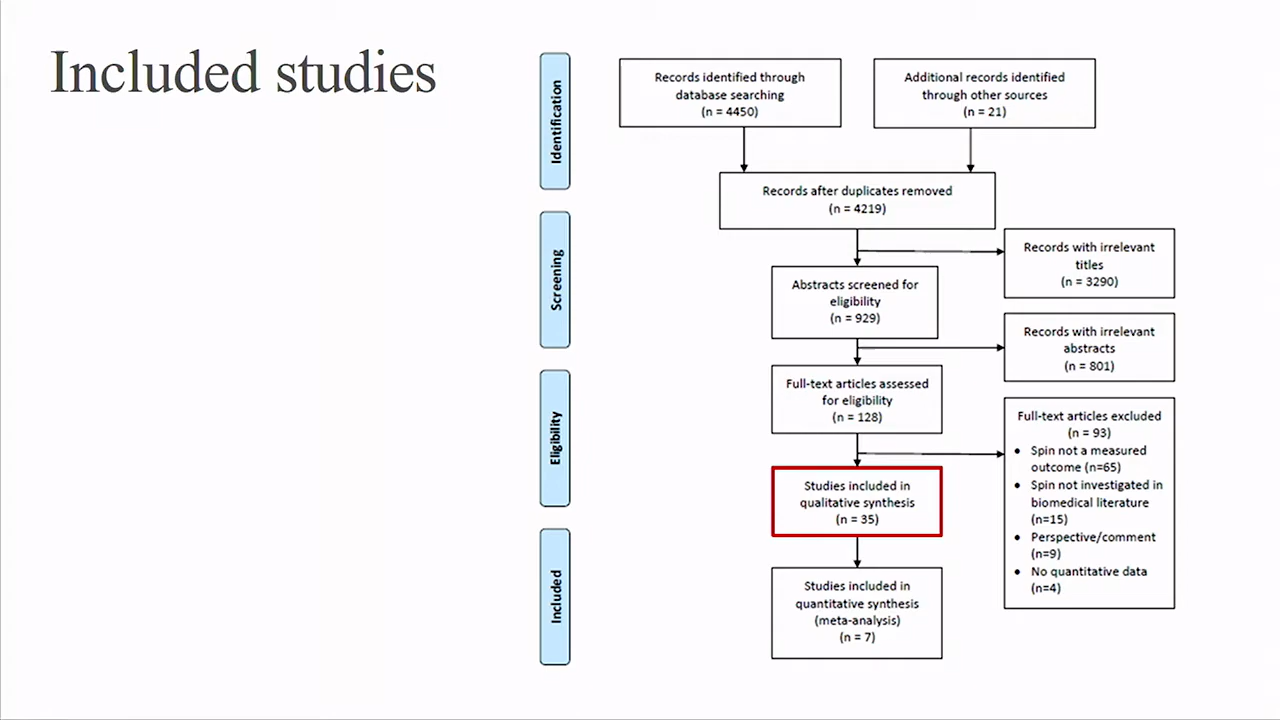 Included studies
Identification
Records identified through
database searching
(n = 4450)
Additional records identified
through other sources
(n = 21)
Records after duplicates removed
(n = 4219)
Screening
Records with irrelevant
titles
(n = 3290)
Abstracts screened for
eligibility
(n = 929)
Records with irrelevant
abstracts
(n = 801)
Eligibility
Full-text articles assessed
for eligibility
(n = 128)
Full-text articles excluded
(n = 93)
• Spin not a measured
outcome (n=65)
• Spin not investigated in
biomedical literature
(n=15)
• Perspective/comment
(n=9)
• No quantitative data
(n=4)
Studies included in
qualitative synthesis
(n = 35)
Included
Studies included in
quantitative synthesis
(meta-analysis)
(n = 7)